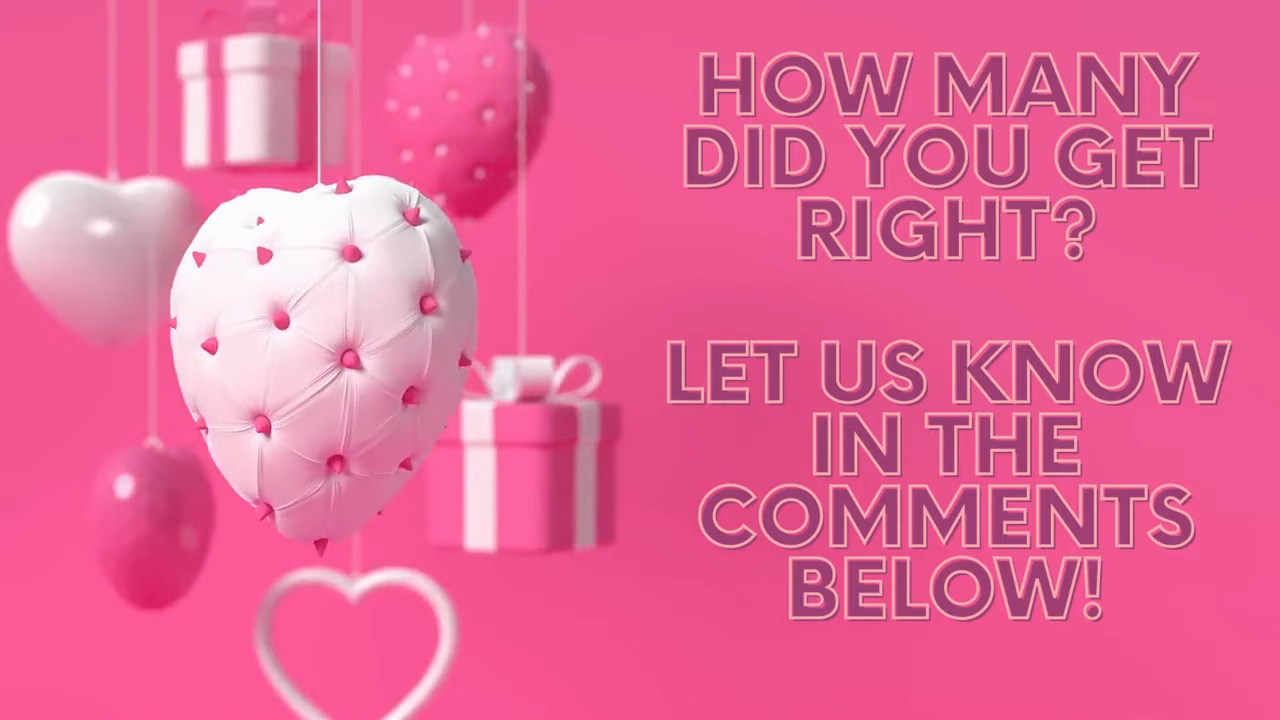 HOW MANY
DID YOU GET
RIGHT?
LET US KNOW
IN THE
COMMENTS
BELOW!